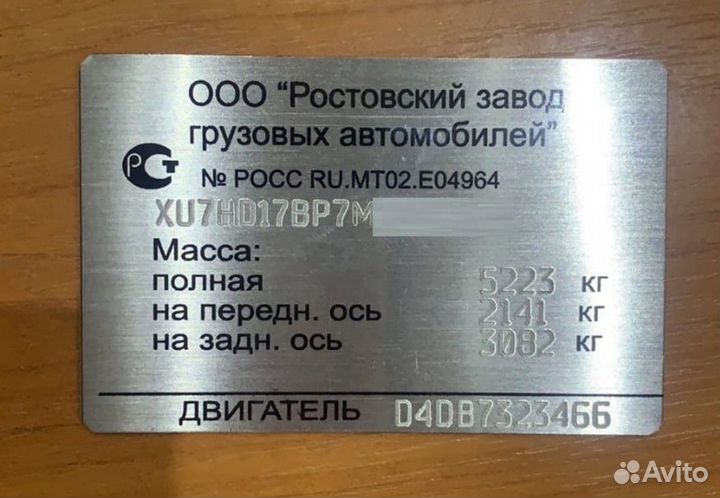 ООО “Ростовский завод
грузовых автомобилей”
РСТ
№ РОСС RU.МТ02.Е04964
XU7HD17BP7M
Масса:
полная 5223 кг
на передн. ось 2141 кг
на задн. ось 3082 кг
ДВИГАТЕЛЬ D4DB7323466
Avito